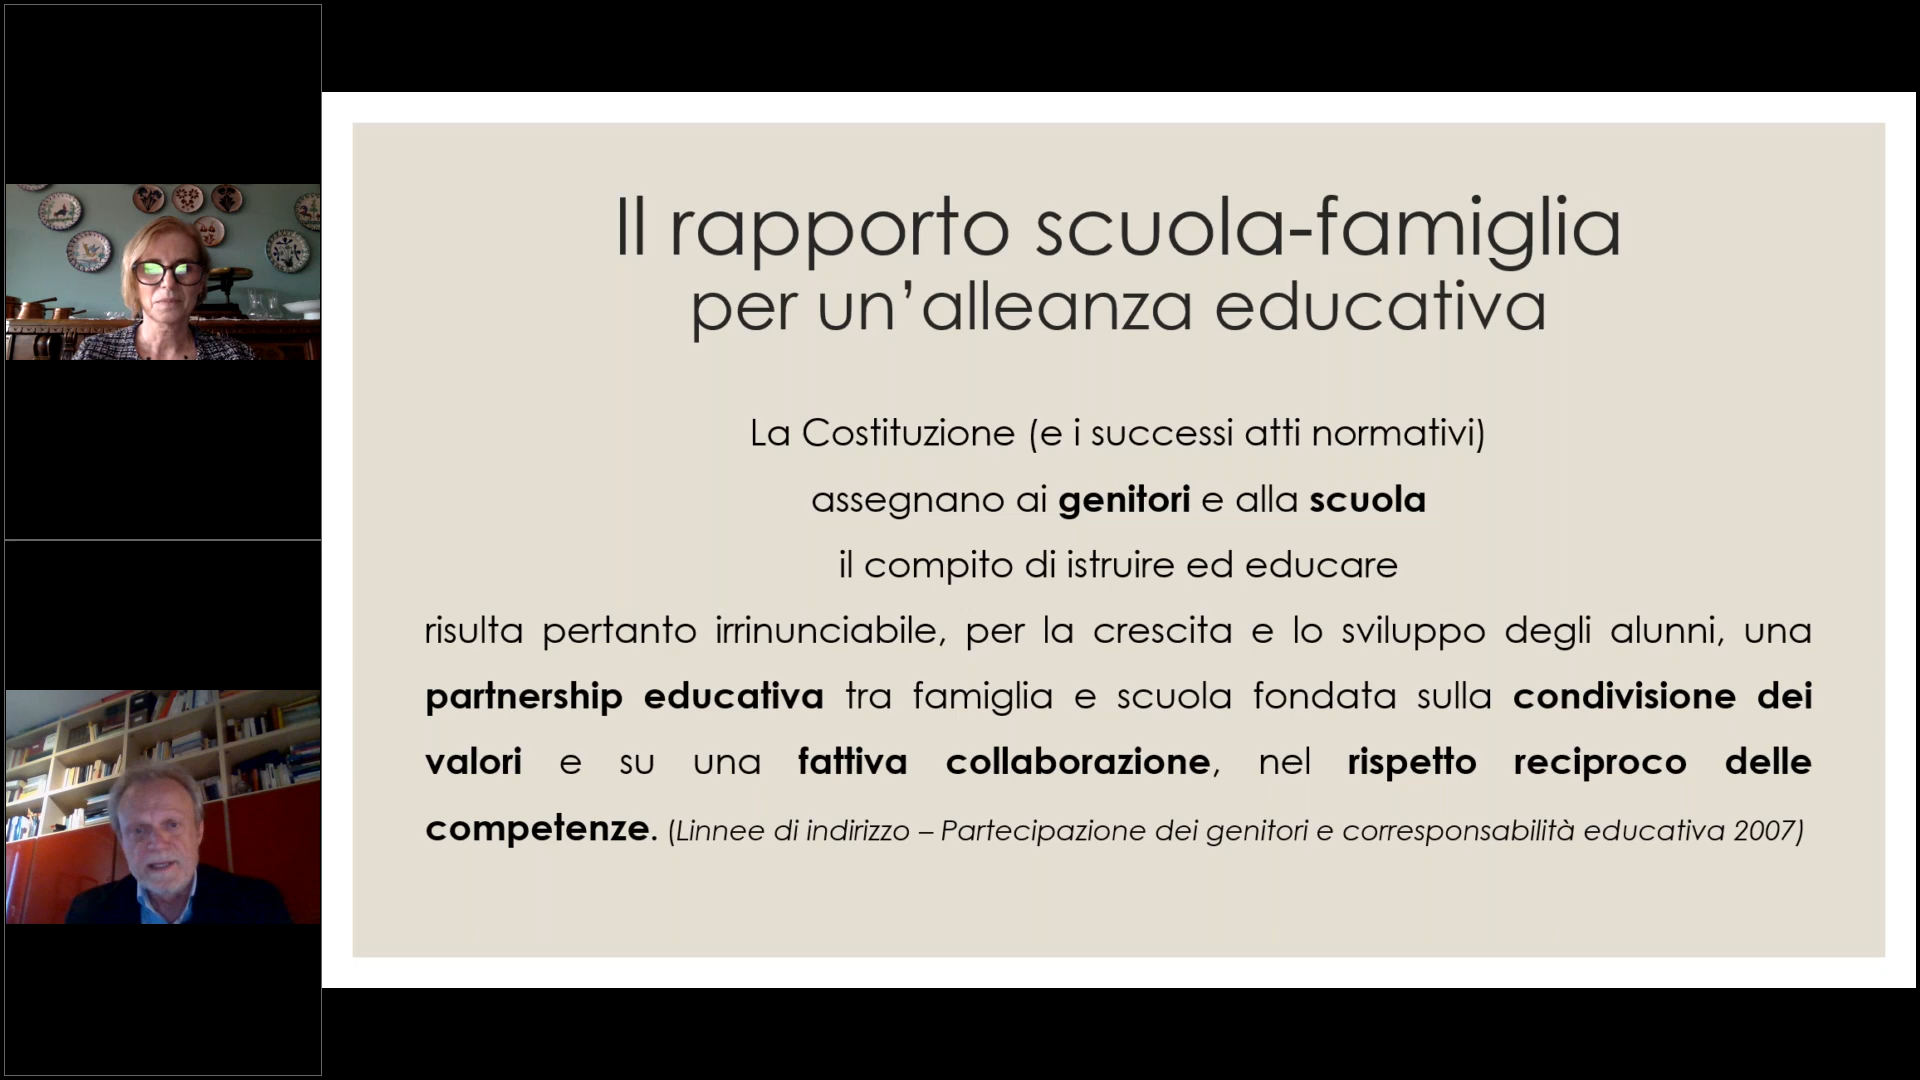 Il rapporto scuola-famiglia
per un’alleanza educativa
La Costituzione (e i successi atti normativi)
assegnano ai genitori e alla scuola
il compito di istruire ed educare
risulta pertanto irrinunciabile, per la crescita e lo sviluppo degli alunni, una
partnership educativa tra famiglia e scuola fondata sulla condivisione dei
valori e su una fattiva collaborazione, nel rispetto reciproco delle
competenze. (Linnee di indirizzo – Partecipazione dei genitori e corresponsabilità educativa 2007)